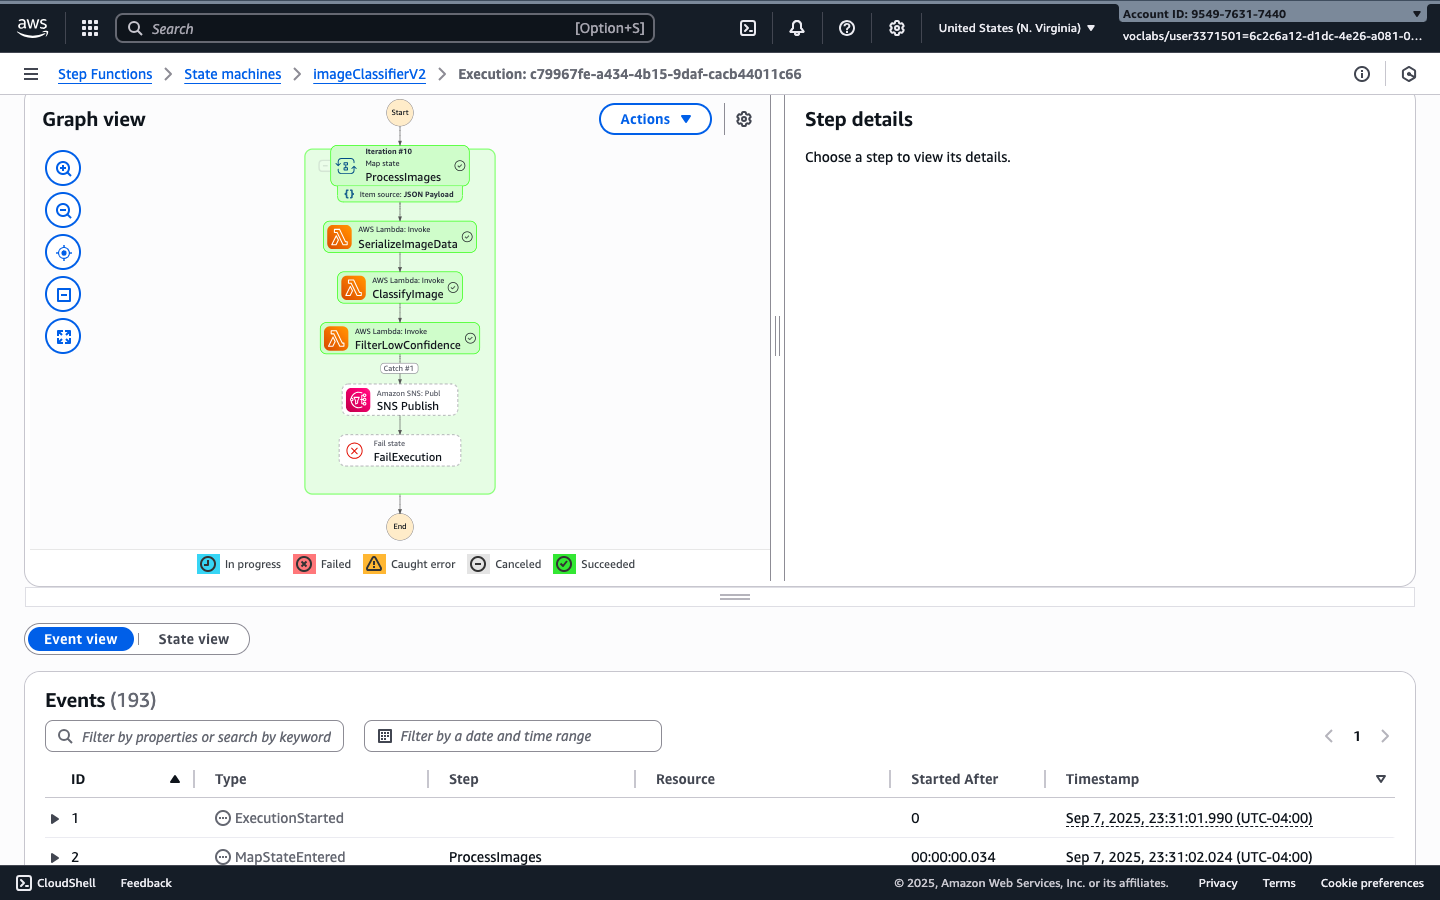 aws
Search
[Option+S]
United States (N. Virginia)
Account ID: 9549-7631-7440
voclabs/user3371501=6c2c6a12-d1dc-4e26-a081-0...
Step Functions
State machines
imageClassifierV2
Execution: c79967fe-a434-4b15-9daf-cacb44011c66
Graph view
Actions
Start
Iteration #10
Map state
ProcessImages
Item source: JSON Payload
AWS Lambda: Invoke
SerializeImageData
AWS Lambda: Invoke
ClassifyImage
AWS Lambda: Invoke
FilterLowConfidence
Catch #1
Amazon SNS: Publ
SNS Publish
Fail state
FailExecution
End
In progress
Failed
Caught error
Canceled
Succeeded
Step details
Choose a step to view its details.
Event view
State view
Events (193)
Filter by properties or search by keyword
Filter by a date and time range
1
ID Type Step Resource Started After Timestamp
1 ExecutionStarted 0 Sep 7, 2025, 23:31:01.990 (UTC-04:00)
2 MapStateEntered ProcessImages 00:00:00.034 Sep 7, 2025, 23:31:02.024 (UTC-04:00)
CloudShell
Feedback
© 2025, Amazon Web Services, Inc. or its affiliates.
Privacy
Terms
Cookie preferences